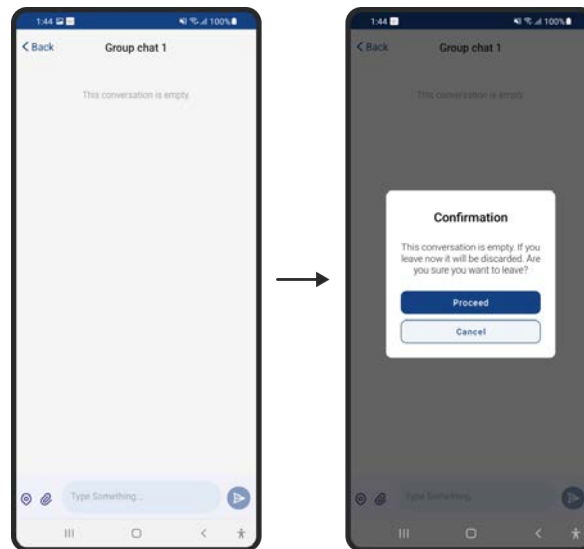 1:44
100%
Back
Group chat 1
This conversation is empty.
Type Something...
1:44
100%
Back
Group chat 1
This conversation is empty.
Confirmation
This conversation is empty. If you
leave now it will be discarded. Are
you sure you want to leave?
Proceed
Cancel
Type Something...